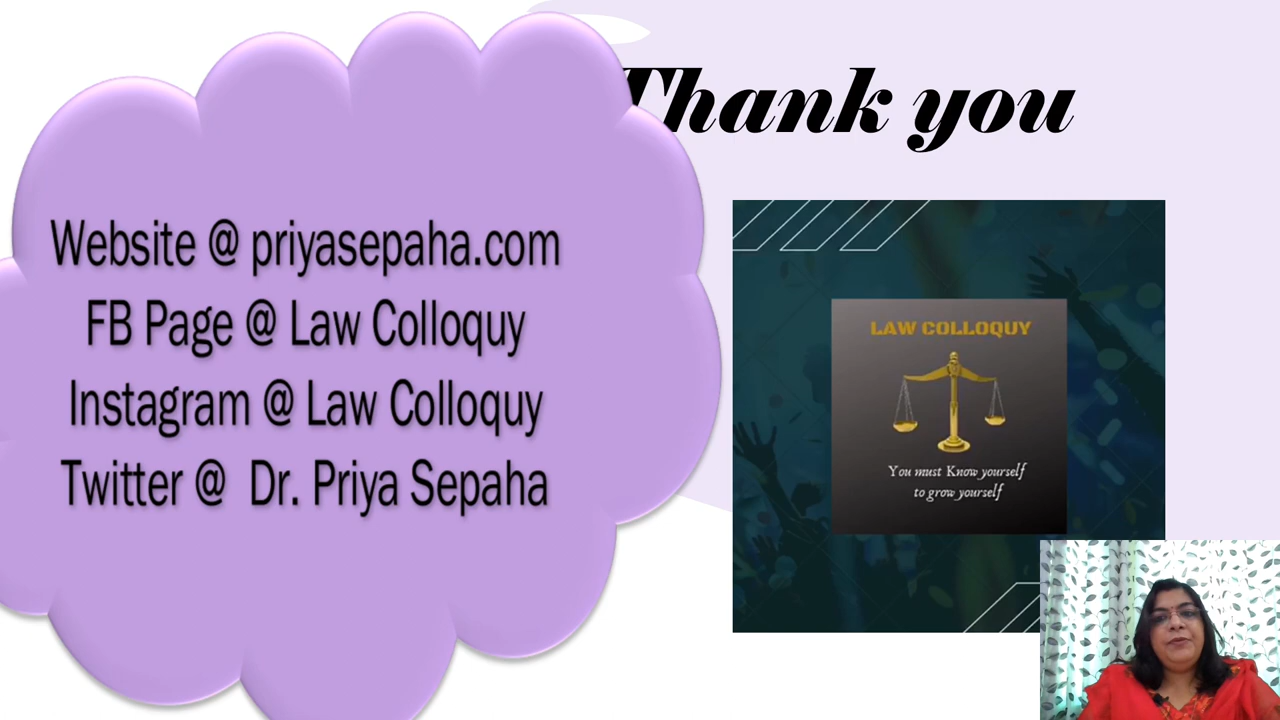 Thank you
Website @ priyasepaha.com
FB Page @ Law Colloquy
Instagram @ Law Colloquy
Twitter @ Dr. Priya Sepaha
LAW COLLOQUY
You must Know yourself
to grow yourself